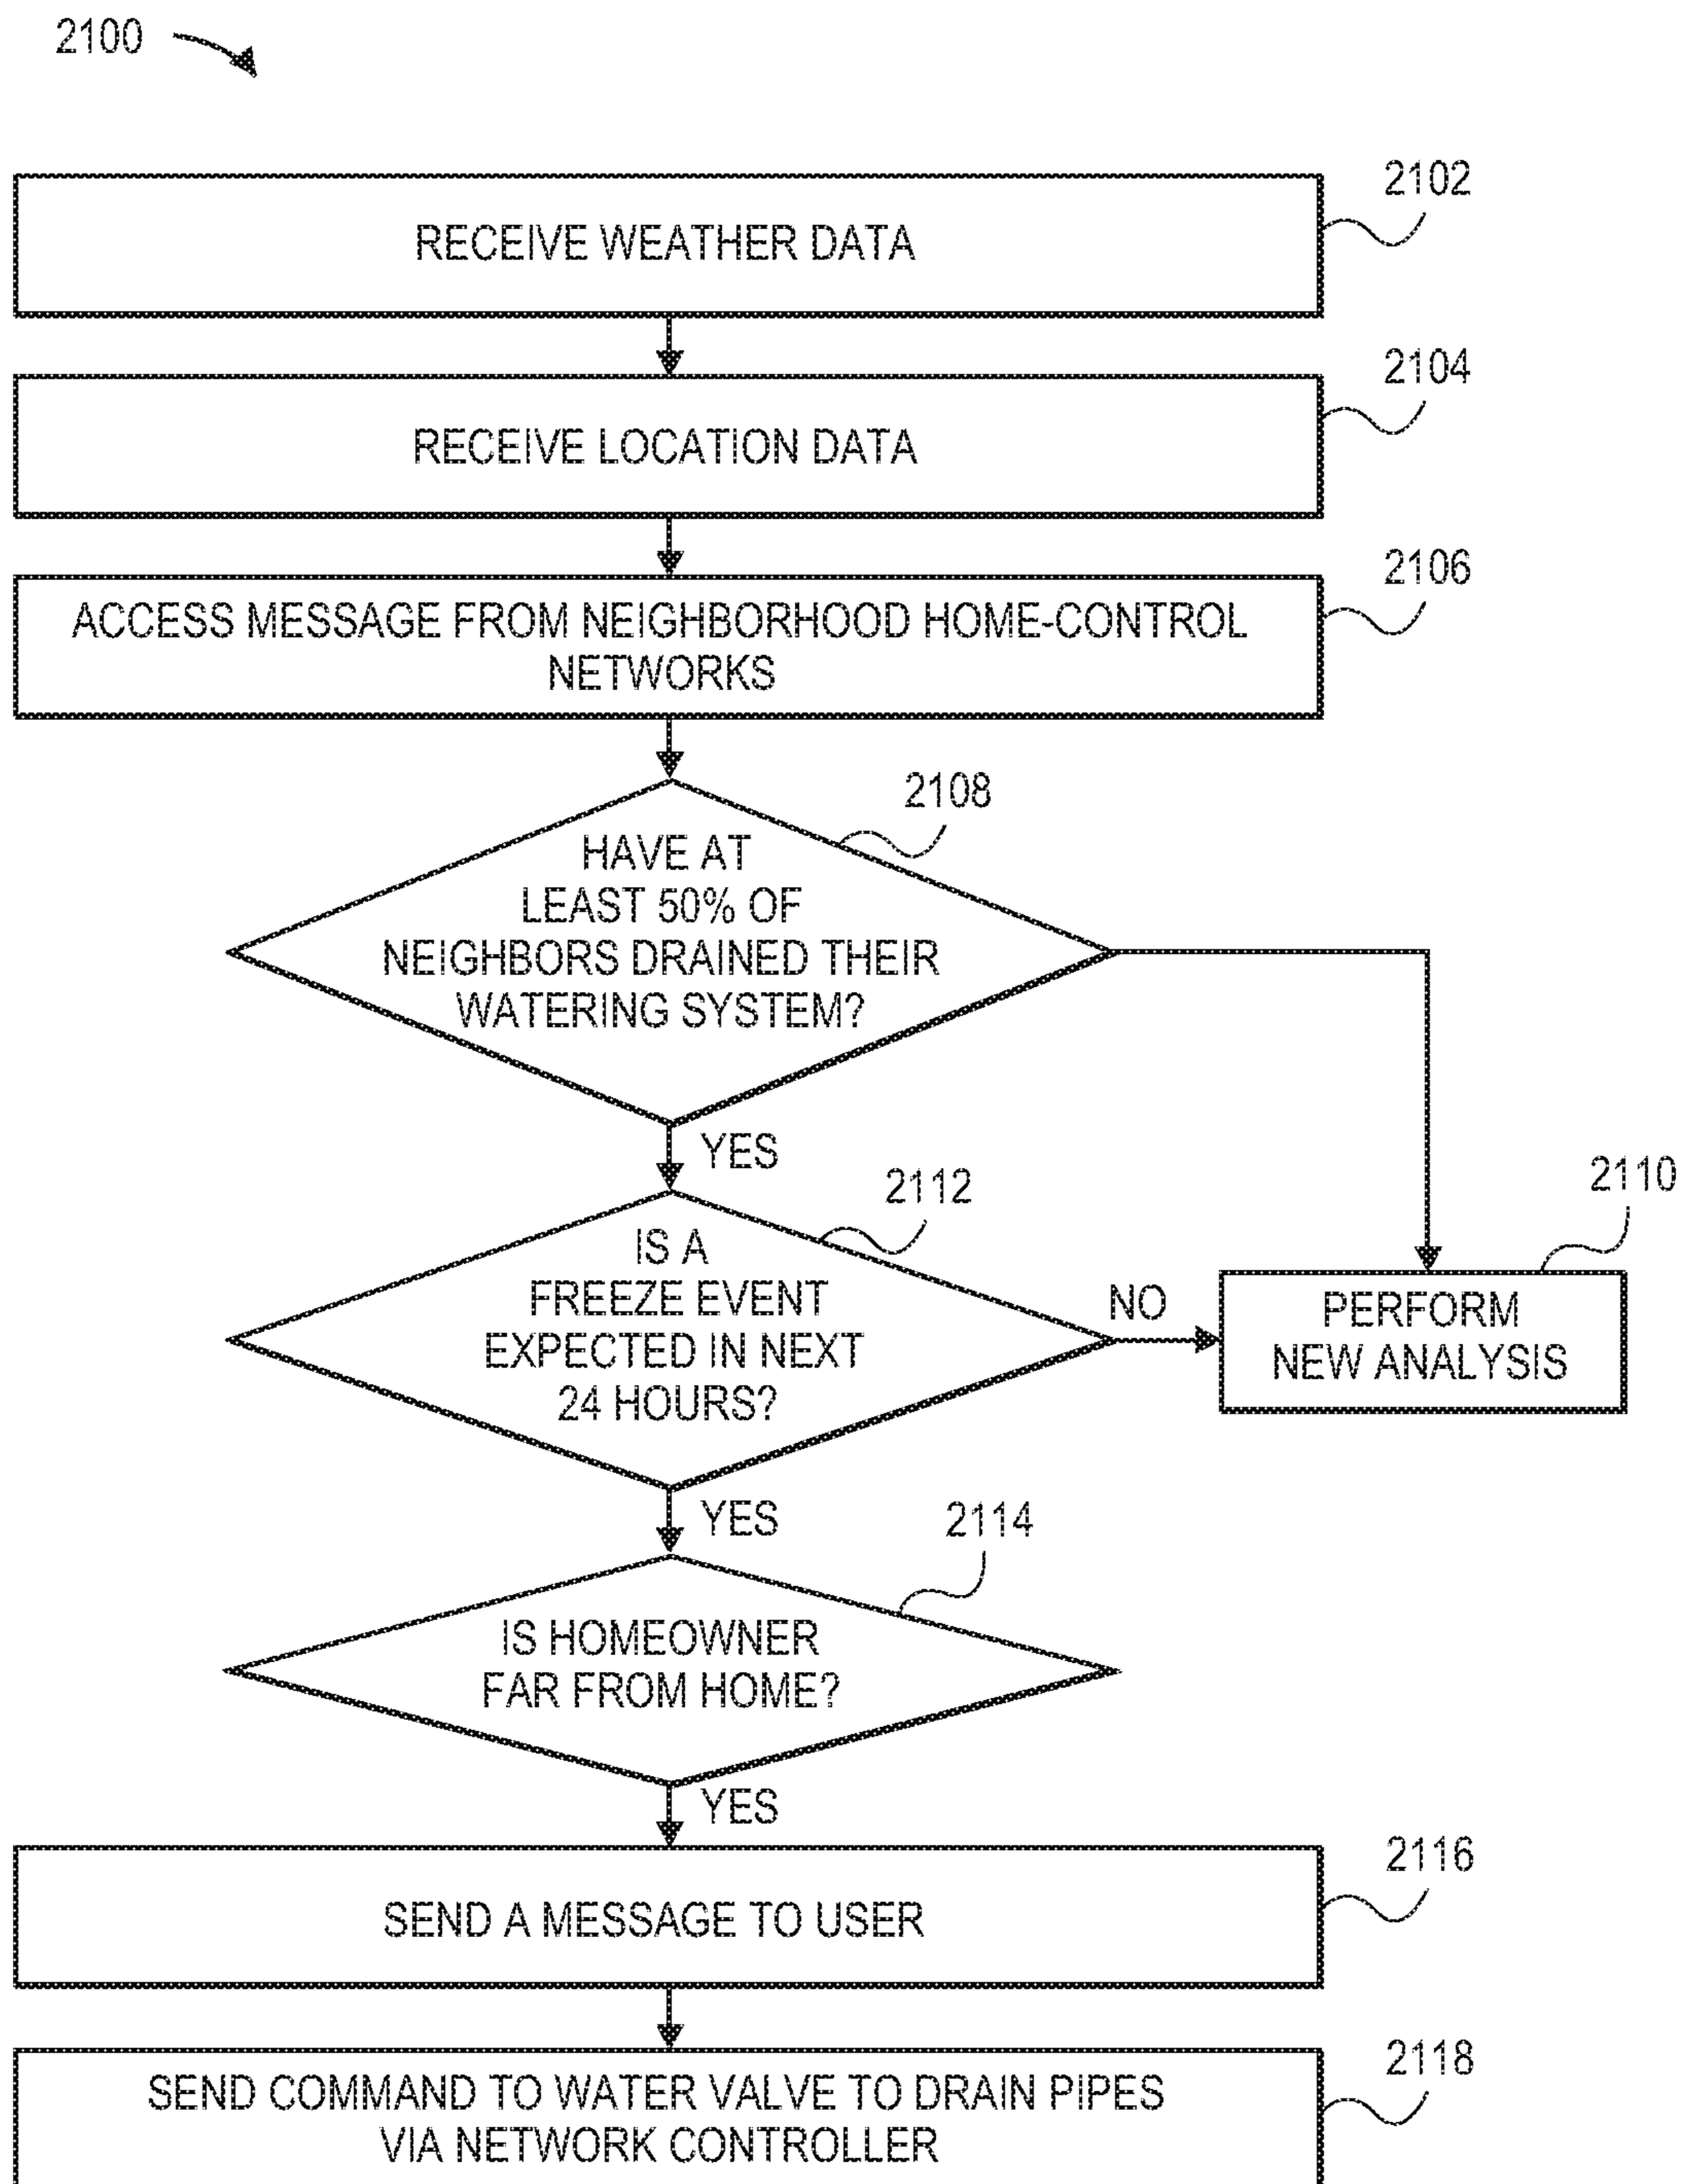 2100
2102
RECEIVE WEATHER DATA
2104
RECEIVE LOCATION DATA
2106
ACCESS MESSAGE FROM NEIGHBORHOOD HOME-CONTROL
NETWORKS
2108
HAVE AT
LEAST 50% OF
NEIGHBORS DRAINED THEIR
WATERING SYSTEM?
YES
2112
2110
IS A
FREEZE EVENT
EXPECTED IN NEXT
24 HOURS?
NO
PERFORM
NEW ANALYSIS
YES
2114
IS HOMEOWNER
FAR FROM HOME?
YES
2116
SEND A MESSAGE TO USER
2118
SEND COMMAND TO WATER VALVE TO DRAIN PIPES
VIA NETWORK CONTROLLER